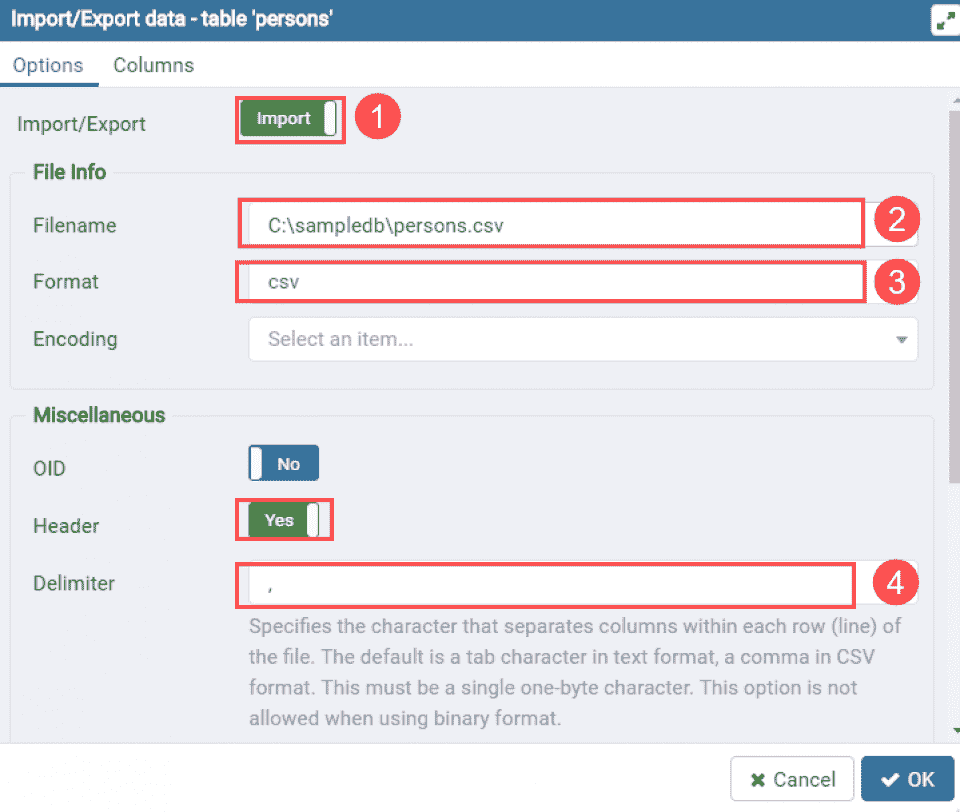 Import/Export data - table 'persons'
Options Columns
Import/Export Import 1
File Info
Filename C:\sampledb\persons.csv 2
Format csv 3
Encoding Select an item...
Miscellaneous
OID No
Header Yes
Delimiter , 4
Specifies the character that separates columns within each row (line) of
the file. The default is a tab character in text format, a comma in CSV
format. This must be a single one-byte character. This option is not
allowed when using binary format.
Cancel OK